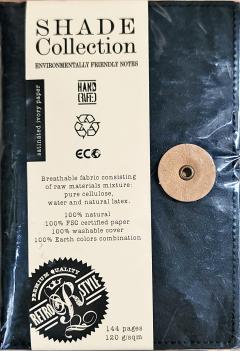 SHADE
Collection
ENVIRONMENTALLY FRIENDLY NOTES
satinated ivory paper
HAND
CRAFTED
ECO
Breathable fabric consisting
of raw materials mixture:
pure cellulose,
water and natural latex.
100% natural
100% FSC certified paper
100% washable cover
100% Earth colors combination
PREMIUM QUALITY
RETRO STYLE
144 pages
120 g/sqm